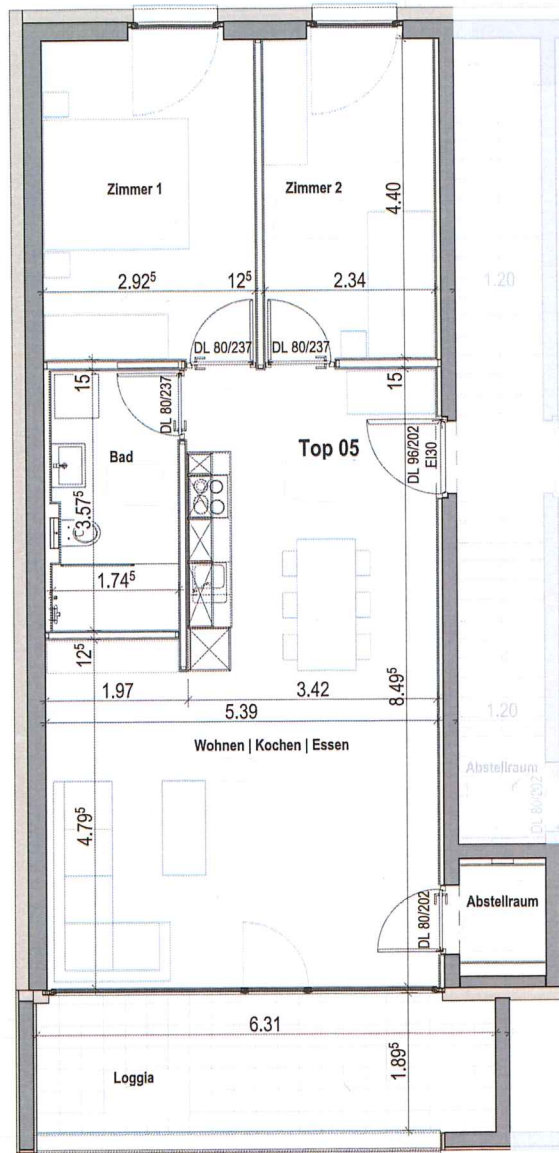 Zimmer 1
Zimmer 2
4.40
2.92⁵
12⁵
2.34
1.20
DL 80/237
DL 80/237
15
15
DL 80/237
Bad
Top 05
DL 96/202
EI30
3.57⁵
1.74⁵
12⁵
1.97
3.42
8.49⁵
5.39
1.20
Wohnen | Kochen | Essen
Abstellraum
DL 80/202
4.79⁵
DL 80/202
Abstellraum
6.31
1.89⁵
Loggia